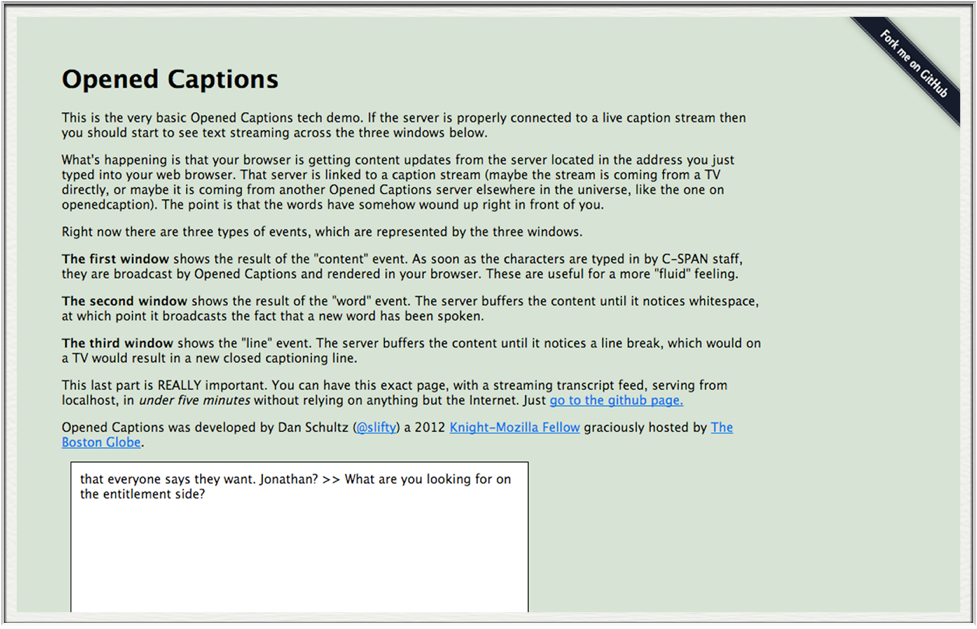 Fork me on GitHub
Opened Captions
This is the very basic Opened Captions tech demo. If the server is properly connected to a live caption stream then
you should start to see text streaming across the three windows below.
What's happening is that your browser is getting content updates from the server located in the address you just
typed into your web browser. That server is linked to a caption stream (maybe the stream is coming from a TV
directly, or maybe it is coming from another Opened Captions server elsewhere in the universe, like the one on
openedcaption). The point is that the words have somehow wound up right in front of you.
Right now there are three types of events, which are represented by the three windows.
The first window shows the result of the "content" event. As soon as the characters are typed in by C-SPAN staff,
they are broadcast by Opened Captions and rendered in your browser. These are useful for a more "fluid" feeling.
The second window shows the result of the "word" event. The server buffers the content until it notices whitespace,
at which point it broadcasts the fact that a new word has been spoken.
The third window shows the "line" event. The server buffers the content until it notices a line break, which would on
a TV would result in a new closed captioning line.
This last part is REALLY important. You can have this exact page, with a streaming transcript feed, serving from
localhost, in under five minutes without relying on anything but the Internet. Just go to the github page.
Opened Captions was developed by Dan Schultz (@slifty) a 2012 Knight-Mozilla Fellow graciously hosted by The
Boston Globe.
that everyone says they want. Jonathan? >> What are you looking for on
the entitlement side?